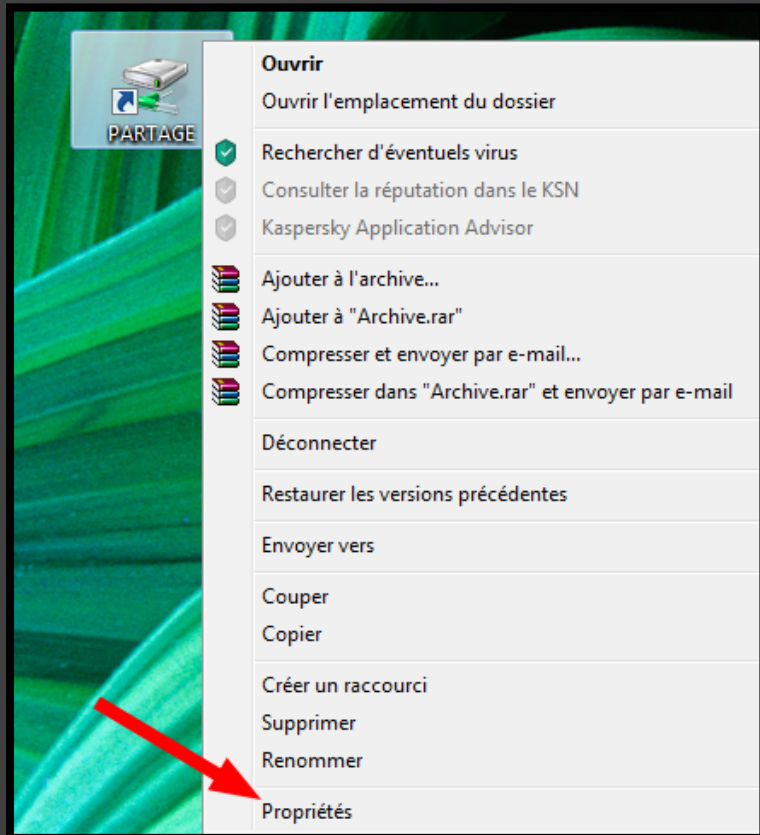 PARTAGE
Ouvrir
Ouvrir l'emplacement du dossier
Rechercher d'éventuels virus
Consulter la réputation dans le KSN
Kaspersky Application Advisor
Ajouter à l'archive...
Ajouter à "Archive.rar"
Compresser et envoyer par e-mail...
Compresser dans "Archive.rar" et envoyer par e-mail
Déconnecter
Restaurer les versions précédentes
Envoyer vers
Couper
Copier
Créer un raccourci
Supprimer
Renommer
Propriétés